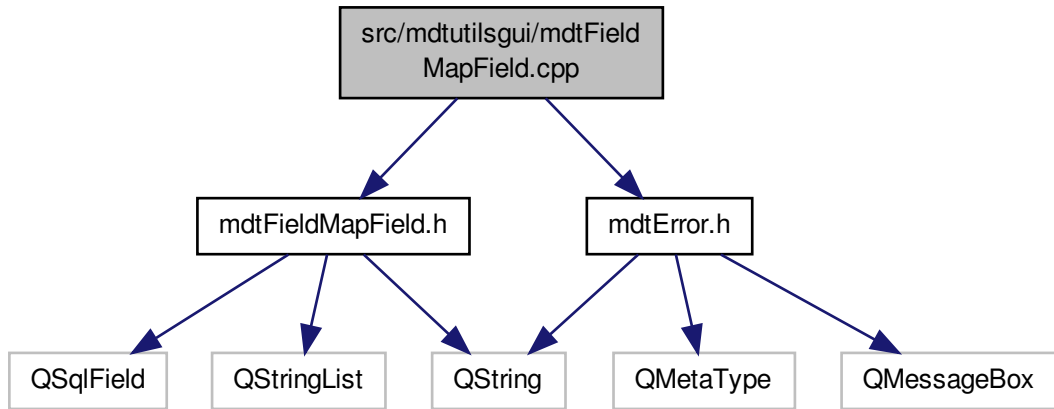 src/mdtutilsgui/mdtField
MapField.cpp
mdtFieldMapField.h
mdtError.h
QSqlField
QStringList
QString
QMetaType
QMessageBox